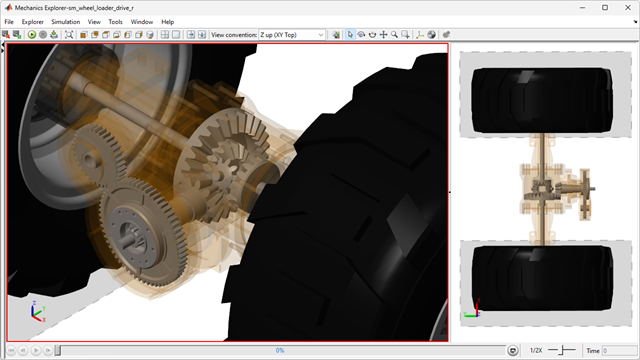 Mechanics Explorer-sm_wheel_loader_drive_r
File Explorer Simulation View Tools Window Help
View convention: Z up (XY Top)
0%
1/2X Time 0